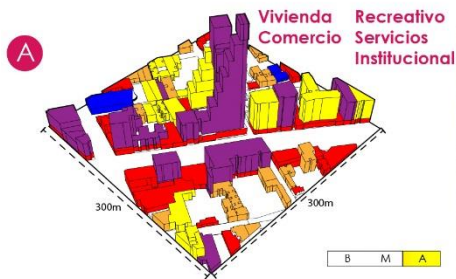 A
Vivienda Recreativo
Comercio Servicios
Institucional
300m 300m
B M A